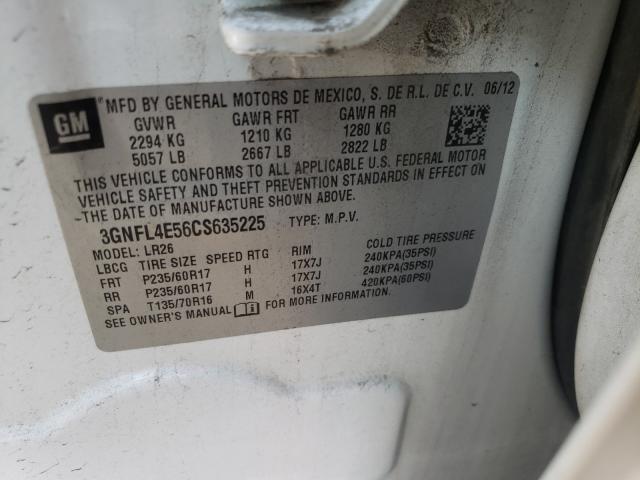 GM MFD BY GENERAL MOTORS DE MEXICO, S. DE R.L. DE C.V. 06/12
GVWR GAWR FRT GAWR RR
2294 KG 1210 KG 1280 KG
5057 LB 2667 LB 2822 LB
THIS VEHICLE CONFORMS TO ALL APPLICABLE U.S. FEDERAL MOTOR
VEHICLE SAFETY AND THEFT PREVENTION STANDARDS IN EFFECT ON
THE DATE OF MANUFACTURE SHOWN ABOVE.
3GNFL4E56CS635225 TYPE: M.P.V.
MODEL: LR26
LBCG TIRE SIZE SPEED RTG RIM COLD TIRE PRESSURE
FRT P235/60R17 H 17X7J 240KPA(35PSI)
RR P235/60R17 H 17X7J 240KPA(35PSI)
SPA T135/70R16 M 16X4T 420KPA(60PSI)
SEE OWNER'S MANUAL FOR MORE INFORMATION.